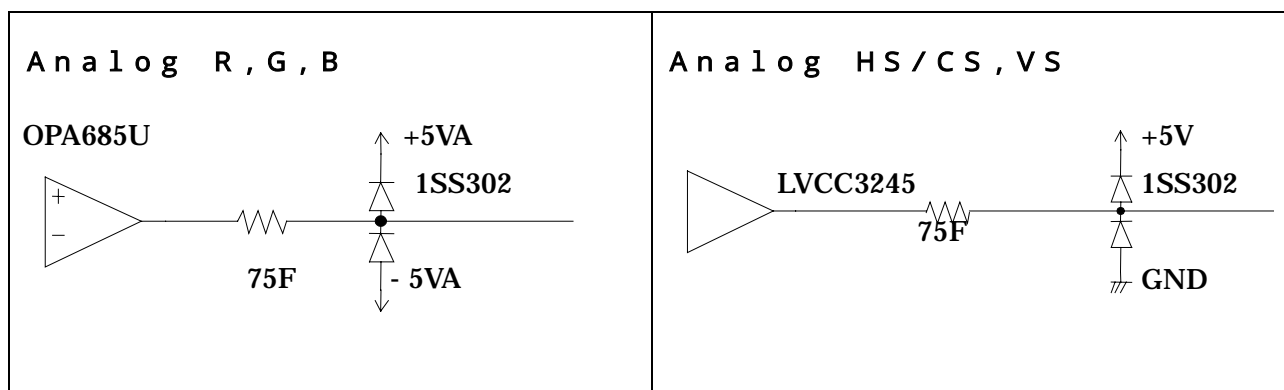 Analog R,G,B
OPA685U
+
−
+5VA
1SS302
75F
- 5VA
Analog HS/CS,VS
LVCC3245
+5V
1SS302
75F
GND